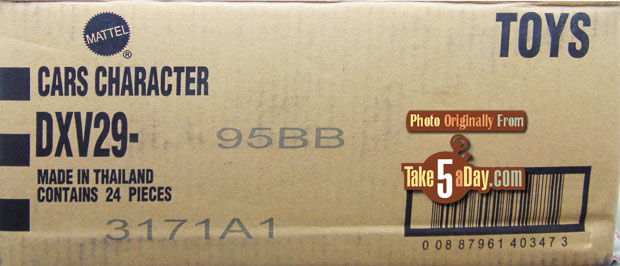 MATTEL
®
TOYS
CARS CHARACTER
DXV29- 95BB
MADE IN THAILAND
CONTAINS 24 PIECES
3171A1
Photo Originally From
Take5aDay.com
0 08 87961 40347 3